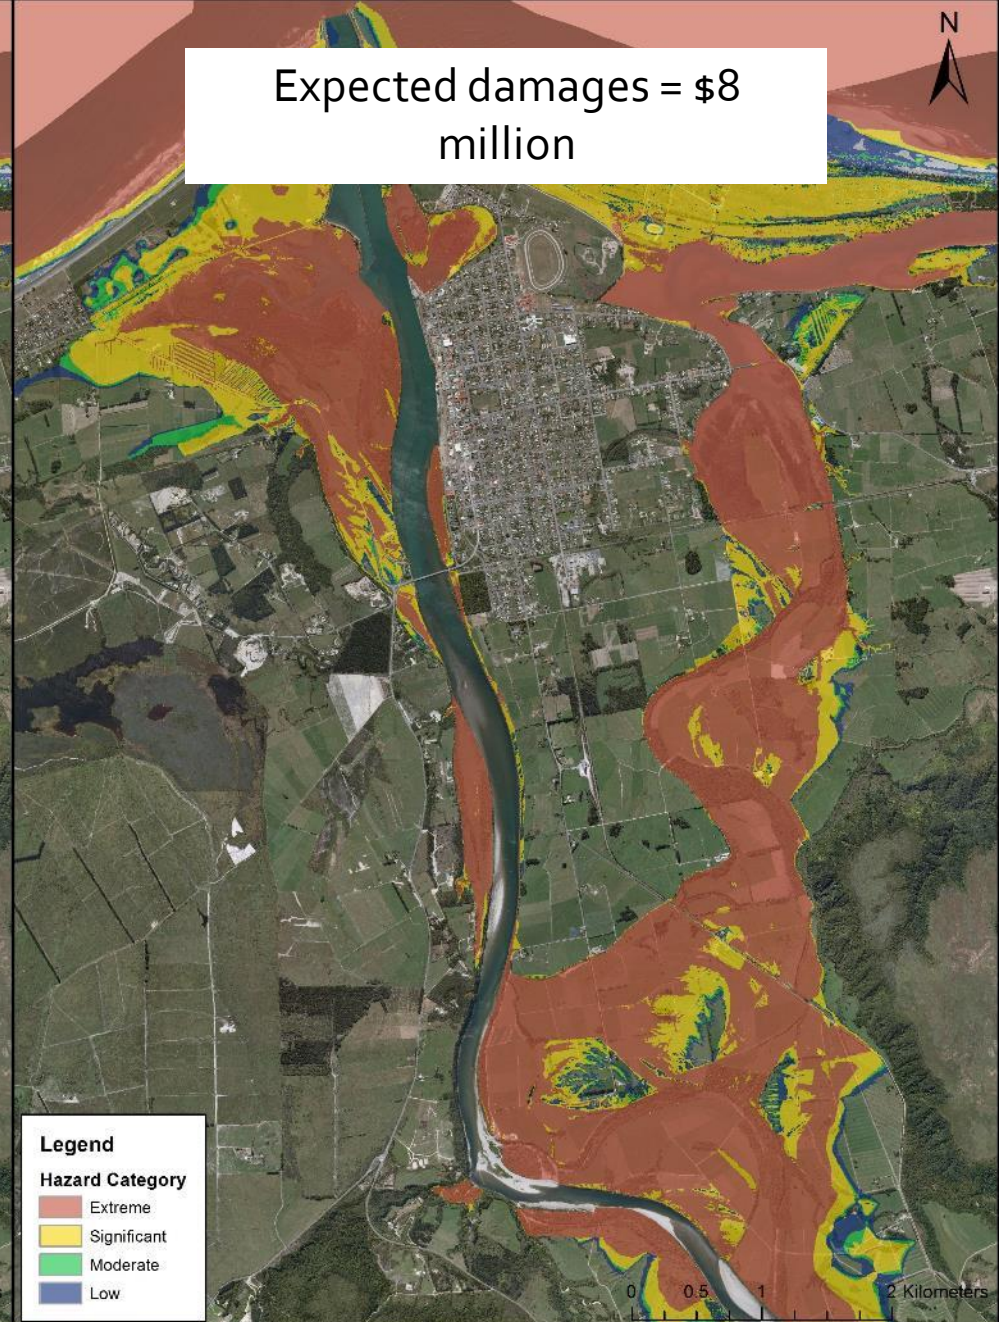 N
Expected damages = $8
million
Legend
Hazard Category
Extreme
Significant
Moderate
Low
0 0.5 1 2 Kilometers